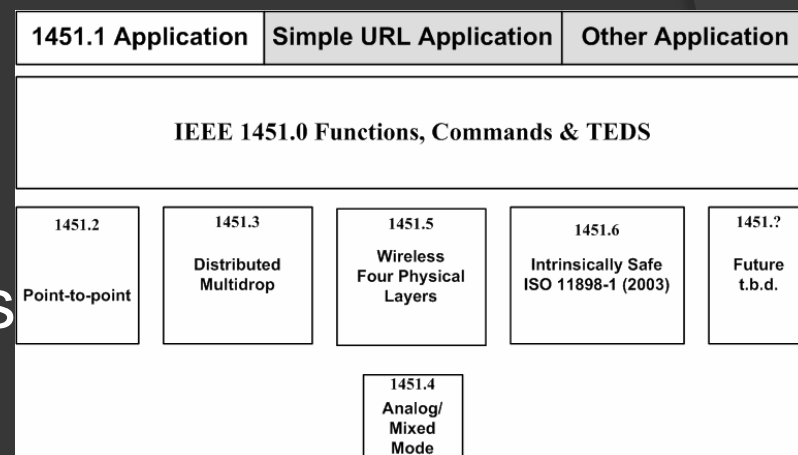 1451.1 Application Simple URL Application Other Application
IEEE 1451.0 Functions, Commands & TEDS
1451.2
Point-to-point
1451.3
Distributed
Multidrop
1451.5
Wireless
Four Physical
Layers
1451.6
Intrinsically Safe
ISO 11898-1 (2003)
1451.?
Future
t.b.d.
s
1451.4
Analog/
Mixed
Mode